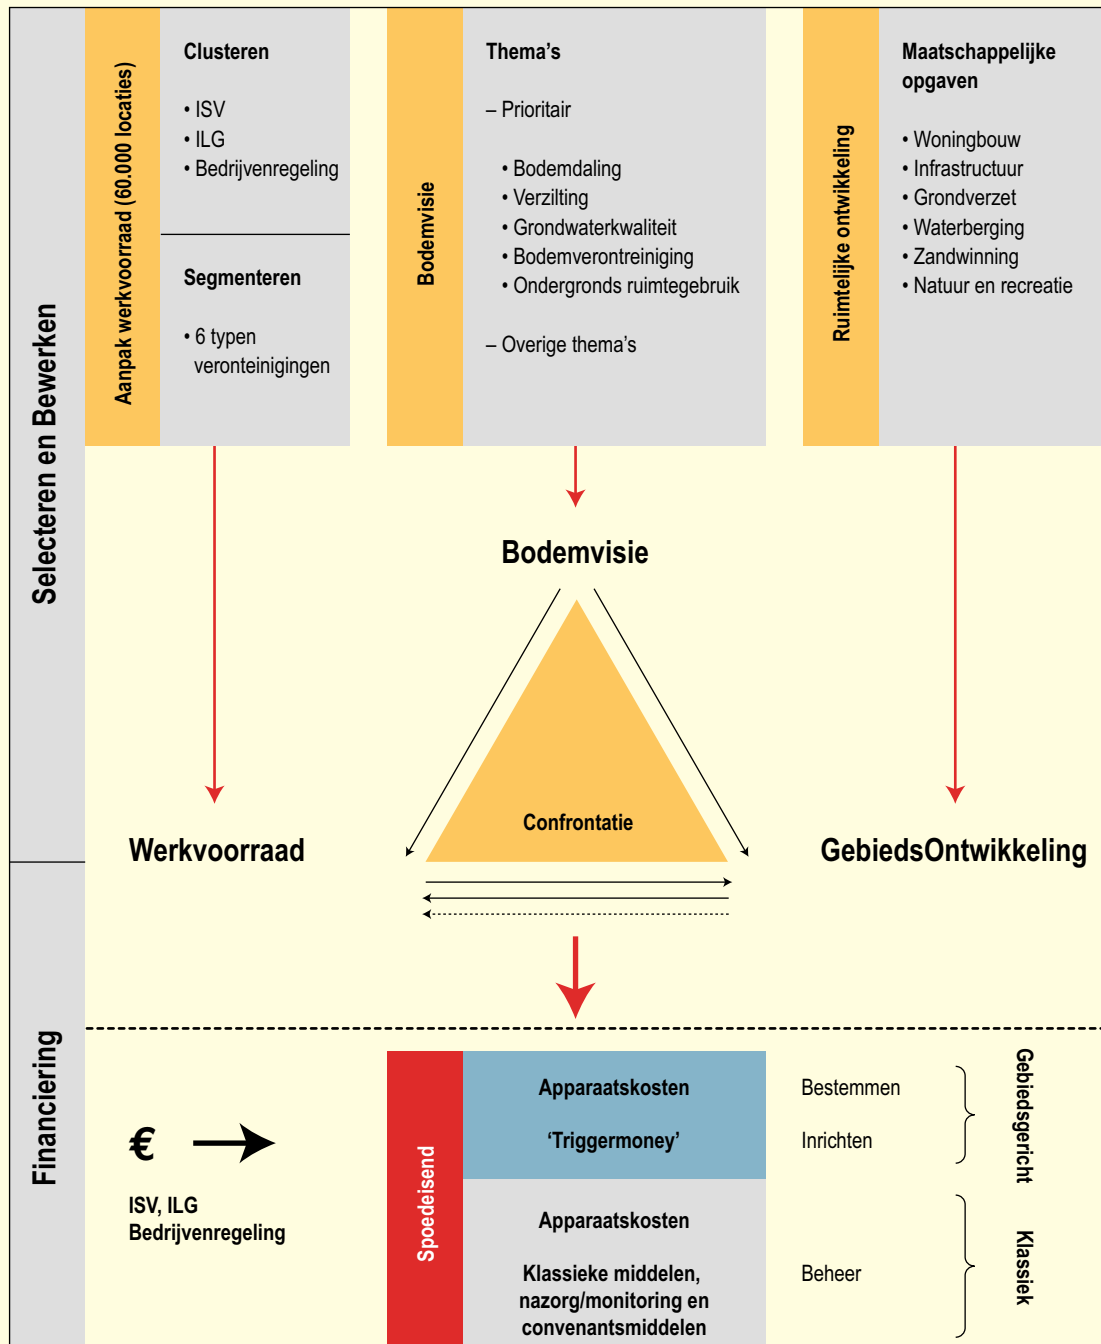 Selecteren en Bewerken
Aanpak werkvoorraad (60.000 locaties)
Clusteren
• ISV
• ILG
• Bedrijvenregeling
Segmenteren
• 6 typen
veronteinigingen
Bodemvisie
Thema's
– Prioritair
• Bodemdaling
• Verzilting
• Grondwaterkwaliteit
• Bodemverontreiniging
• Ondergronds ruimtegebruik
– Overige thema's
Ruimtelijke ontwikkeling
Maatschappelijke
opgaven
• Woningbouw
• Infrastructuur
• Grondverzet
• Waterberging
• Zandwinning
• Natuur en recreatie
Bodemvisie
Confrontatie
Werkvoorraad
GebiedsOntwikkeling
Financiering
€
ISV, ILG
Bedrijvenregeling
Spoedeisend
Apparaatskosten
‘Triggermoney’
Apparaatskosten
Klassieke middelen,
nazorg/monitoring en
convenantsmiddelen
Bestemmen
Inrichten
Beheer
Gebiedsgericht
Klassiek